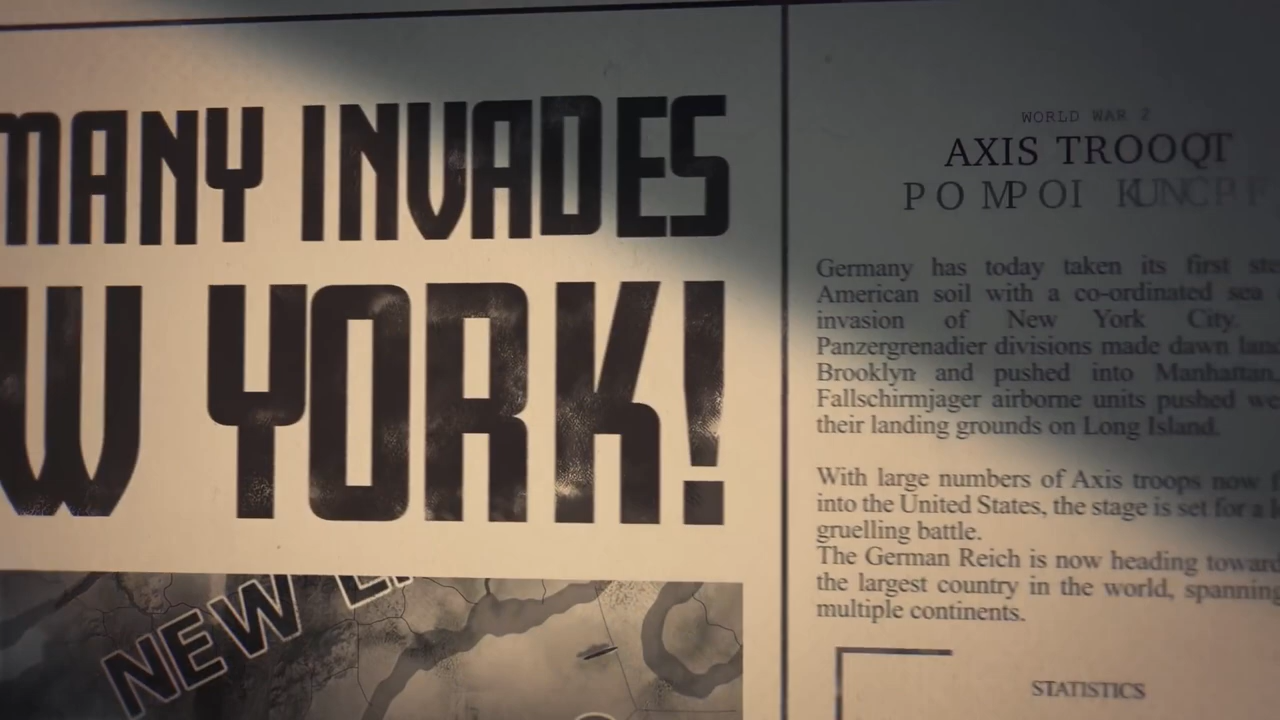 MANY INVADES
W YORK!
NEW
WORLD WAR 2
AXIS TROOQT
POMPOI KUNCP
Germany has today taken its first
American soil with a co-ordinated sea
invasion of New York City.
Panzergrenadier divisions made dawn
Brooklyn and pushed into Manhattan.
Fallschirmjager airborne units pushed
their landing grounds on Long Island.
With large numbers of Axis troops now
into the United States, the stage is set for a
gruelling battle.
The German Reich is now heading
the largest country in the world, spanning
multiple continents.
STATISTICS